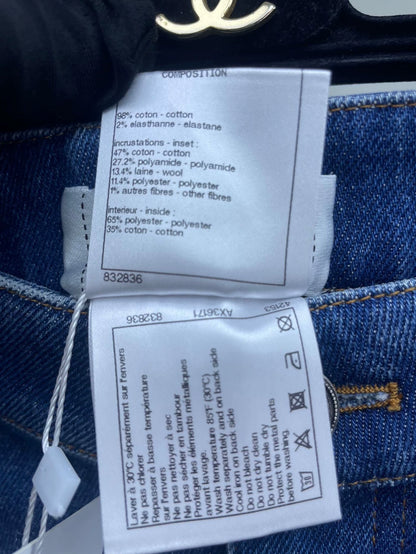 COMPOSITION
98% coton - cotton
2% elasthanne - elastane
incrustations - inset :
47% coton - cotton
27.2% polyamide - polyamide
13.4% laine - wool
11.4% polyester - polyester
1% autres fibres - other fibres
interieur - inside :
65% polyester - polyester
35% coton - cotton
832836
832836
AX36171
42153
Laver à 30°C séparément sur l'envers
Ne pas chlorer
Repasser à basse température
sur l'envers
Ne pas nettoyer à sec
Ne pas sécher en tambour
Protéger les éléments métalliques
avant lavage.
Wash temperature 85°F (30°C)
Wash separately and on back side
Cool iron on back side
Do not bleach
Do not dry clean
Do not tumble dry
Protect the metal parts
before washing.
30